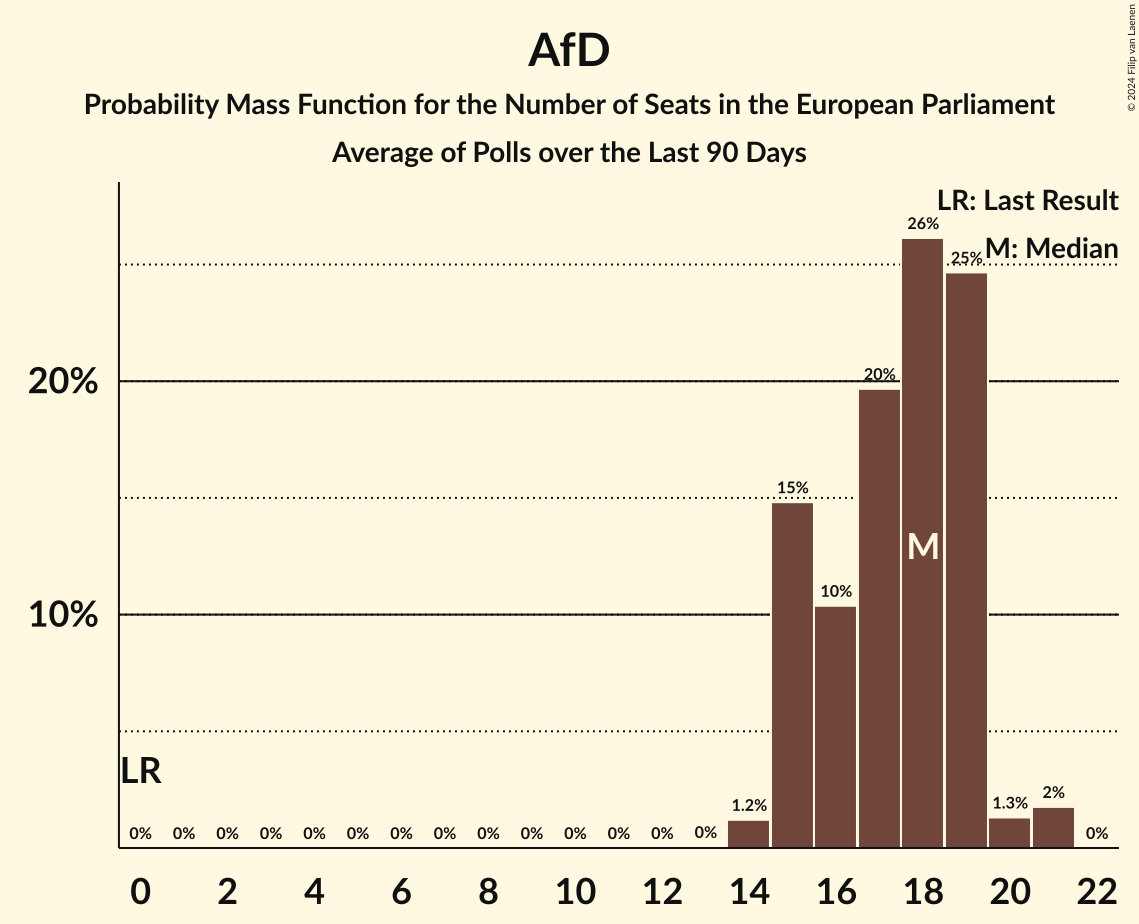 AfD
Probability Mass Function for the Number of Seats in the European Parliament
Average of Polls over the Last 90 Days
© 2024 Filip van Laenen
LR: Last Result
M: Median
26%
25%
20%
20%
15%
M
10%
10%
LR
0% 0% 0% 0% 0% 0% 0% 0% 0% 0% 0% 0% 0% 0% 1.2% 1.3% 2% 0%
0 2 4 6 8 10 12 14 16 18 20 22